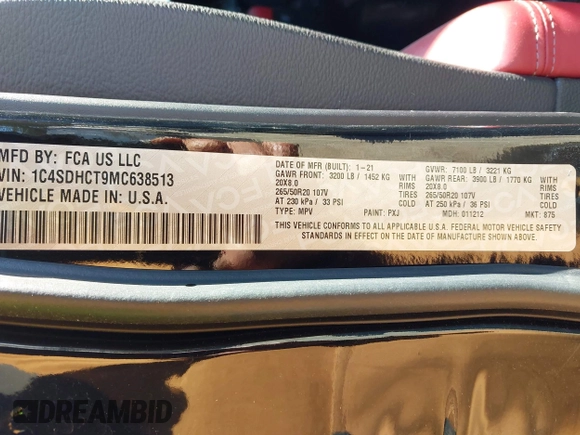 MFD BY: FCA US LLC
VIN: 1C4SDHCT9MC638513
VEHICLE MADE IN: U.S.A.
DATE OF MFR (BUILT): 1-21
GAWR FRONT: 3200 LB / 1452 KG
20X8.0
265/50R20 107V
AT 230 kPa / 33 PSI
TYPE: MPV
RIMS
TIRES
COLD
PAINT: PXJ
GVWR: 7100 LB / 3221 KG
GAWR REAR: 3900 LB / 1770 KG
20X8.0
265/50R20 107V
AT 250 kPa / 36 PSI
MDH: 011212
RIMS
TIRES
COLD
MKT: 875
THIS VEHICLE CONFORMS TO ALL APPLICABLE U.S.A. FEDERAL MOTOR VEHICLE SAFETY
STANDARDS IN EFFECT ON THE DATE OF MANUFACTURE SHOWN ABOVE.
DREAMBID